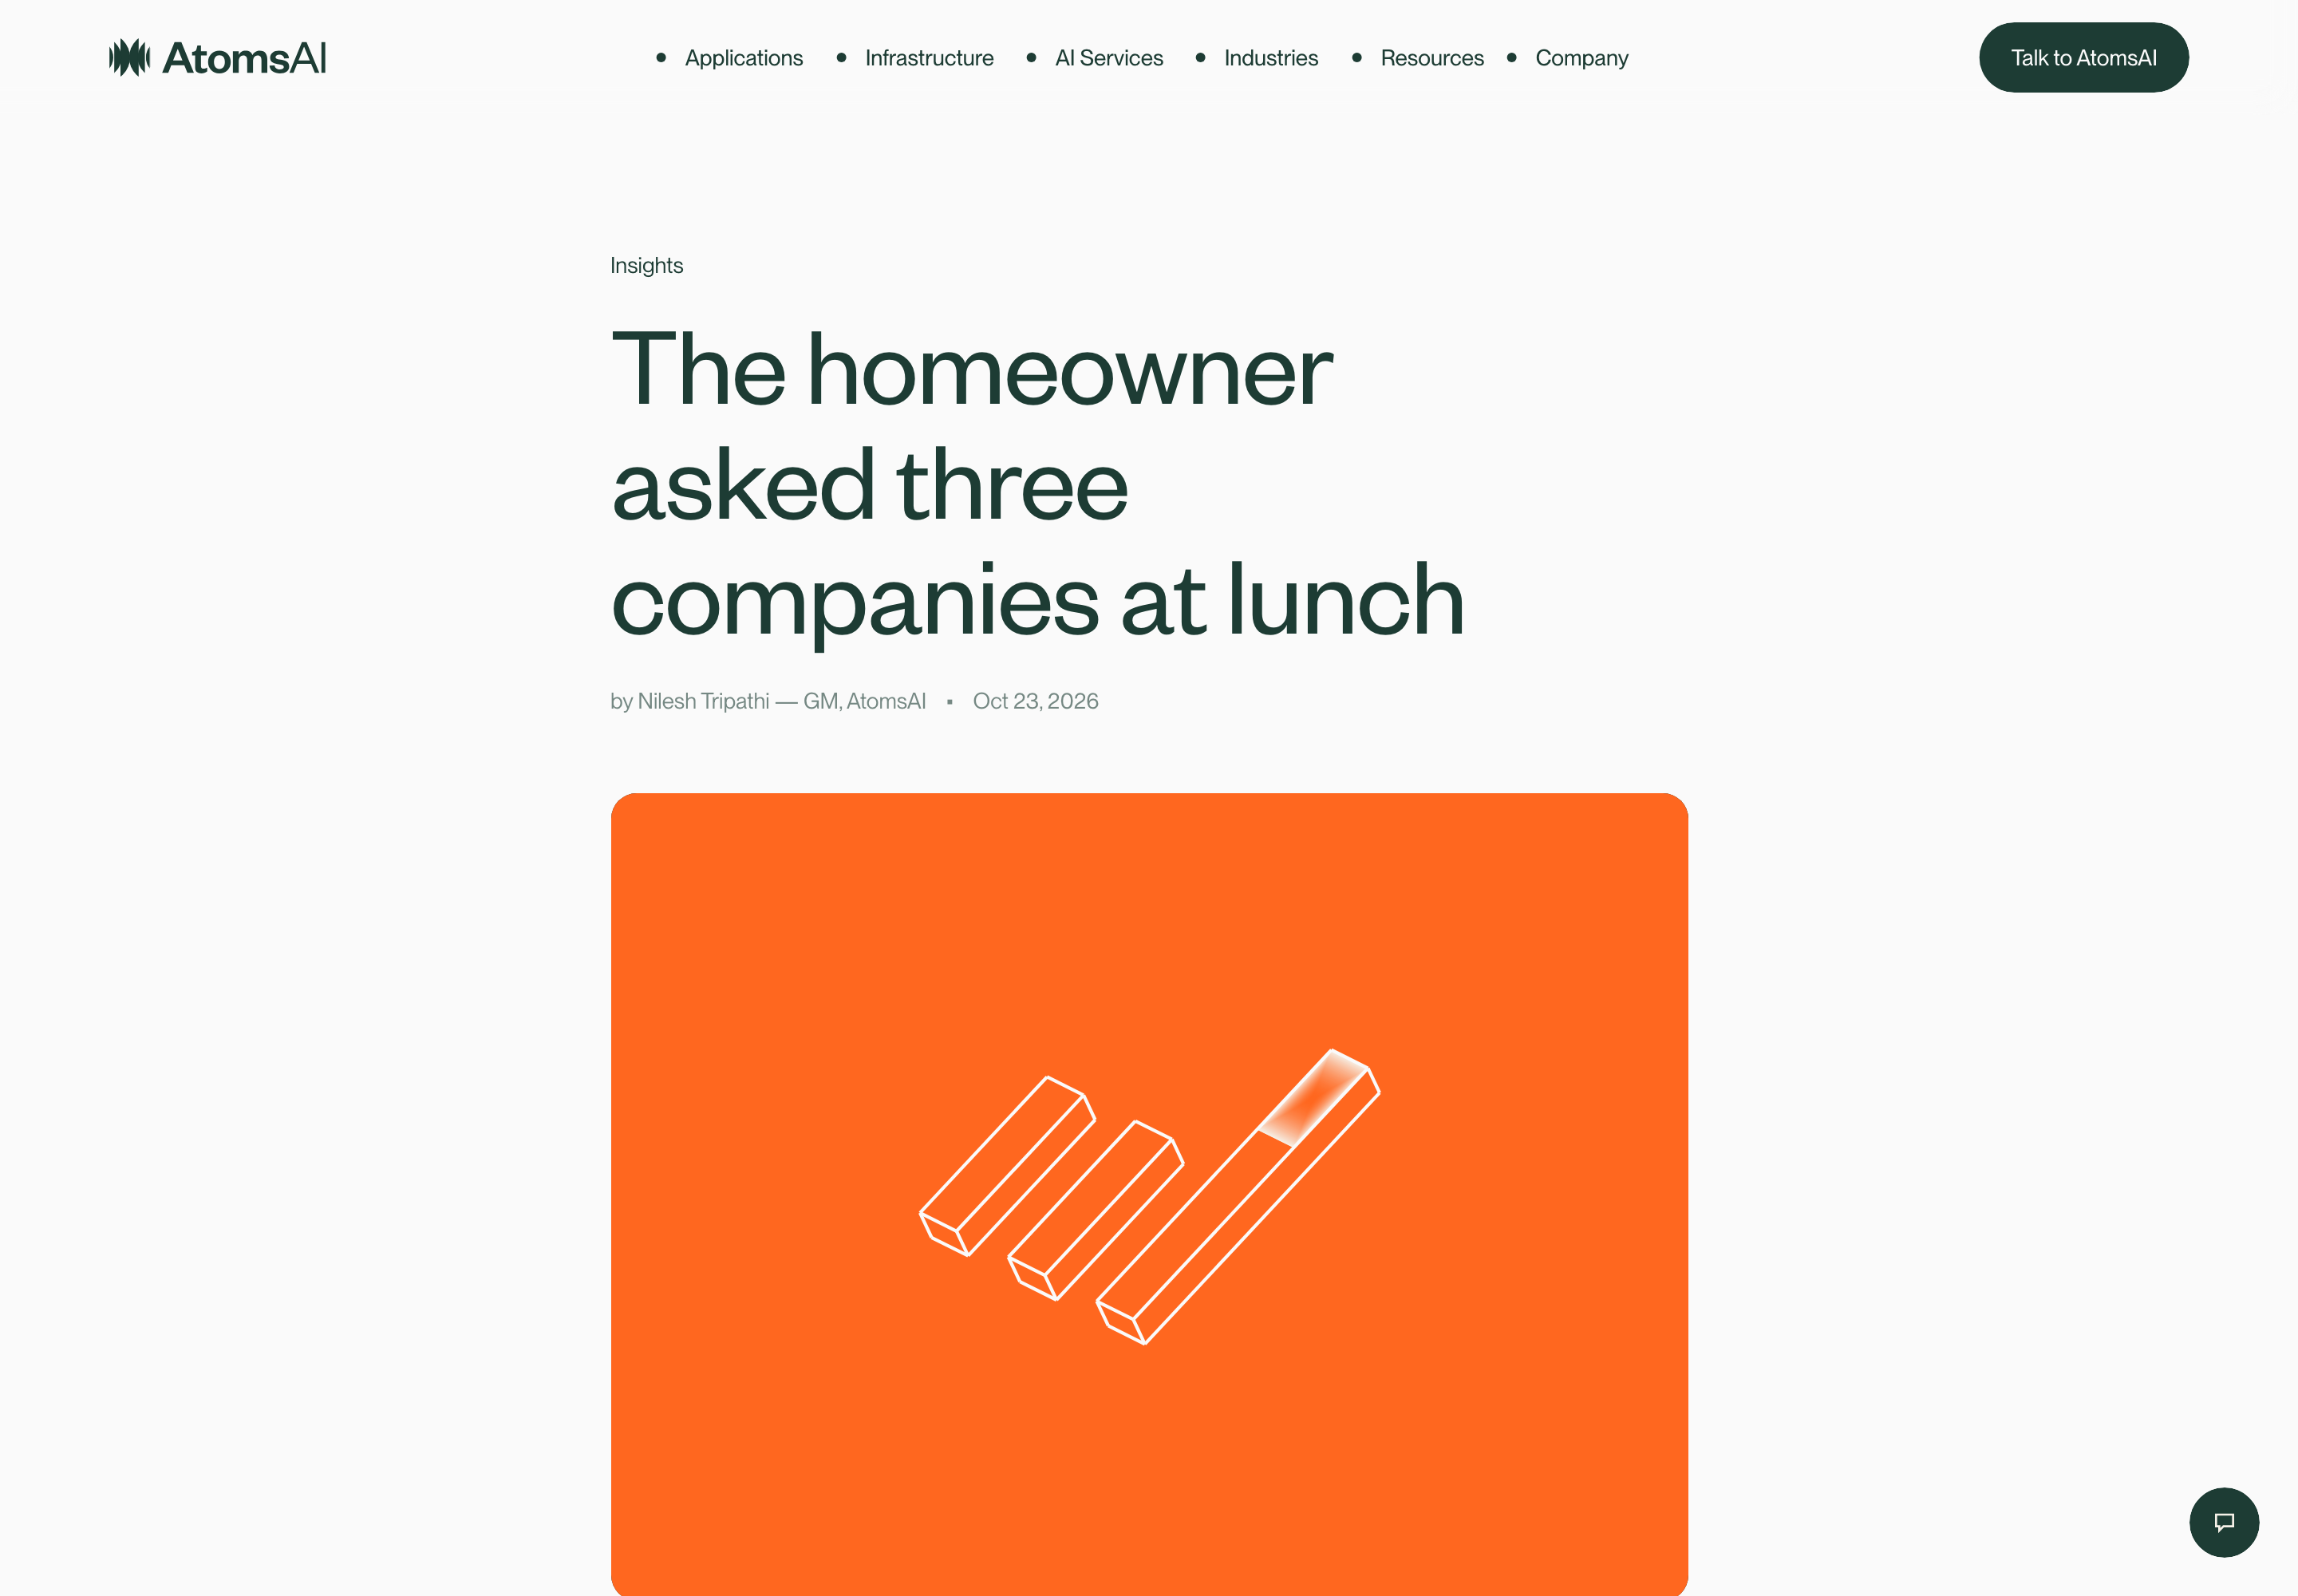 AtomsAI
Applications
Infrastructure
AI Services
Industries
Resources
Company
Talk to AtomsAI
Insights
The homeowner
asked three
companies at lunch
by Nilesh Tripathi — GM, AtomsAI ▪ Oct 23, 2026